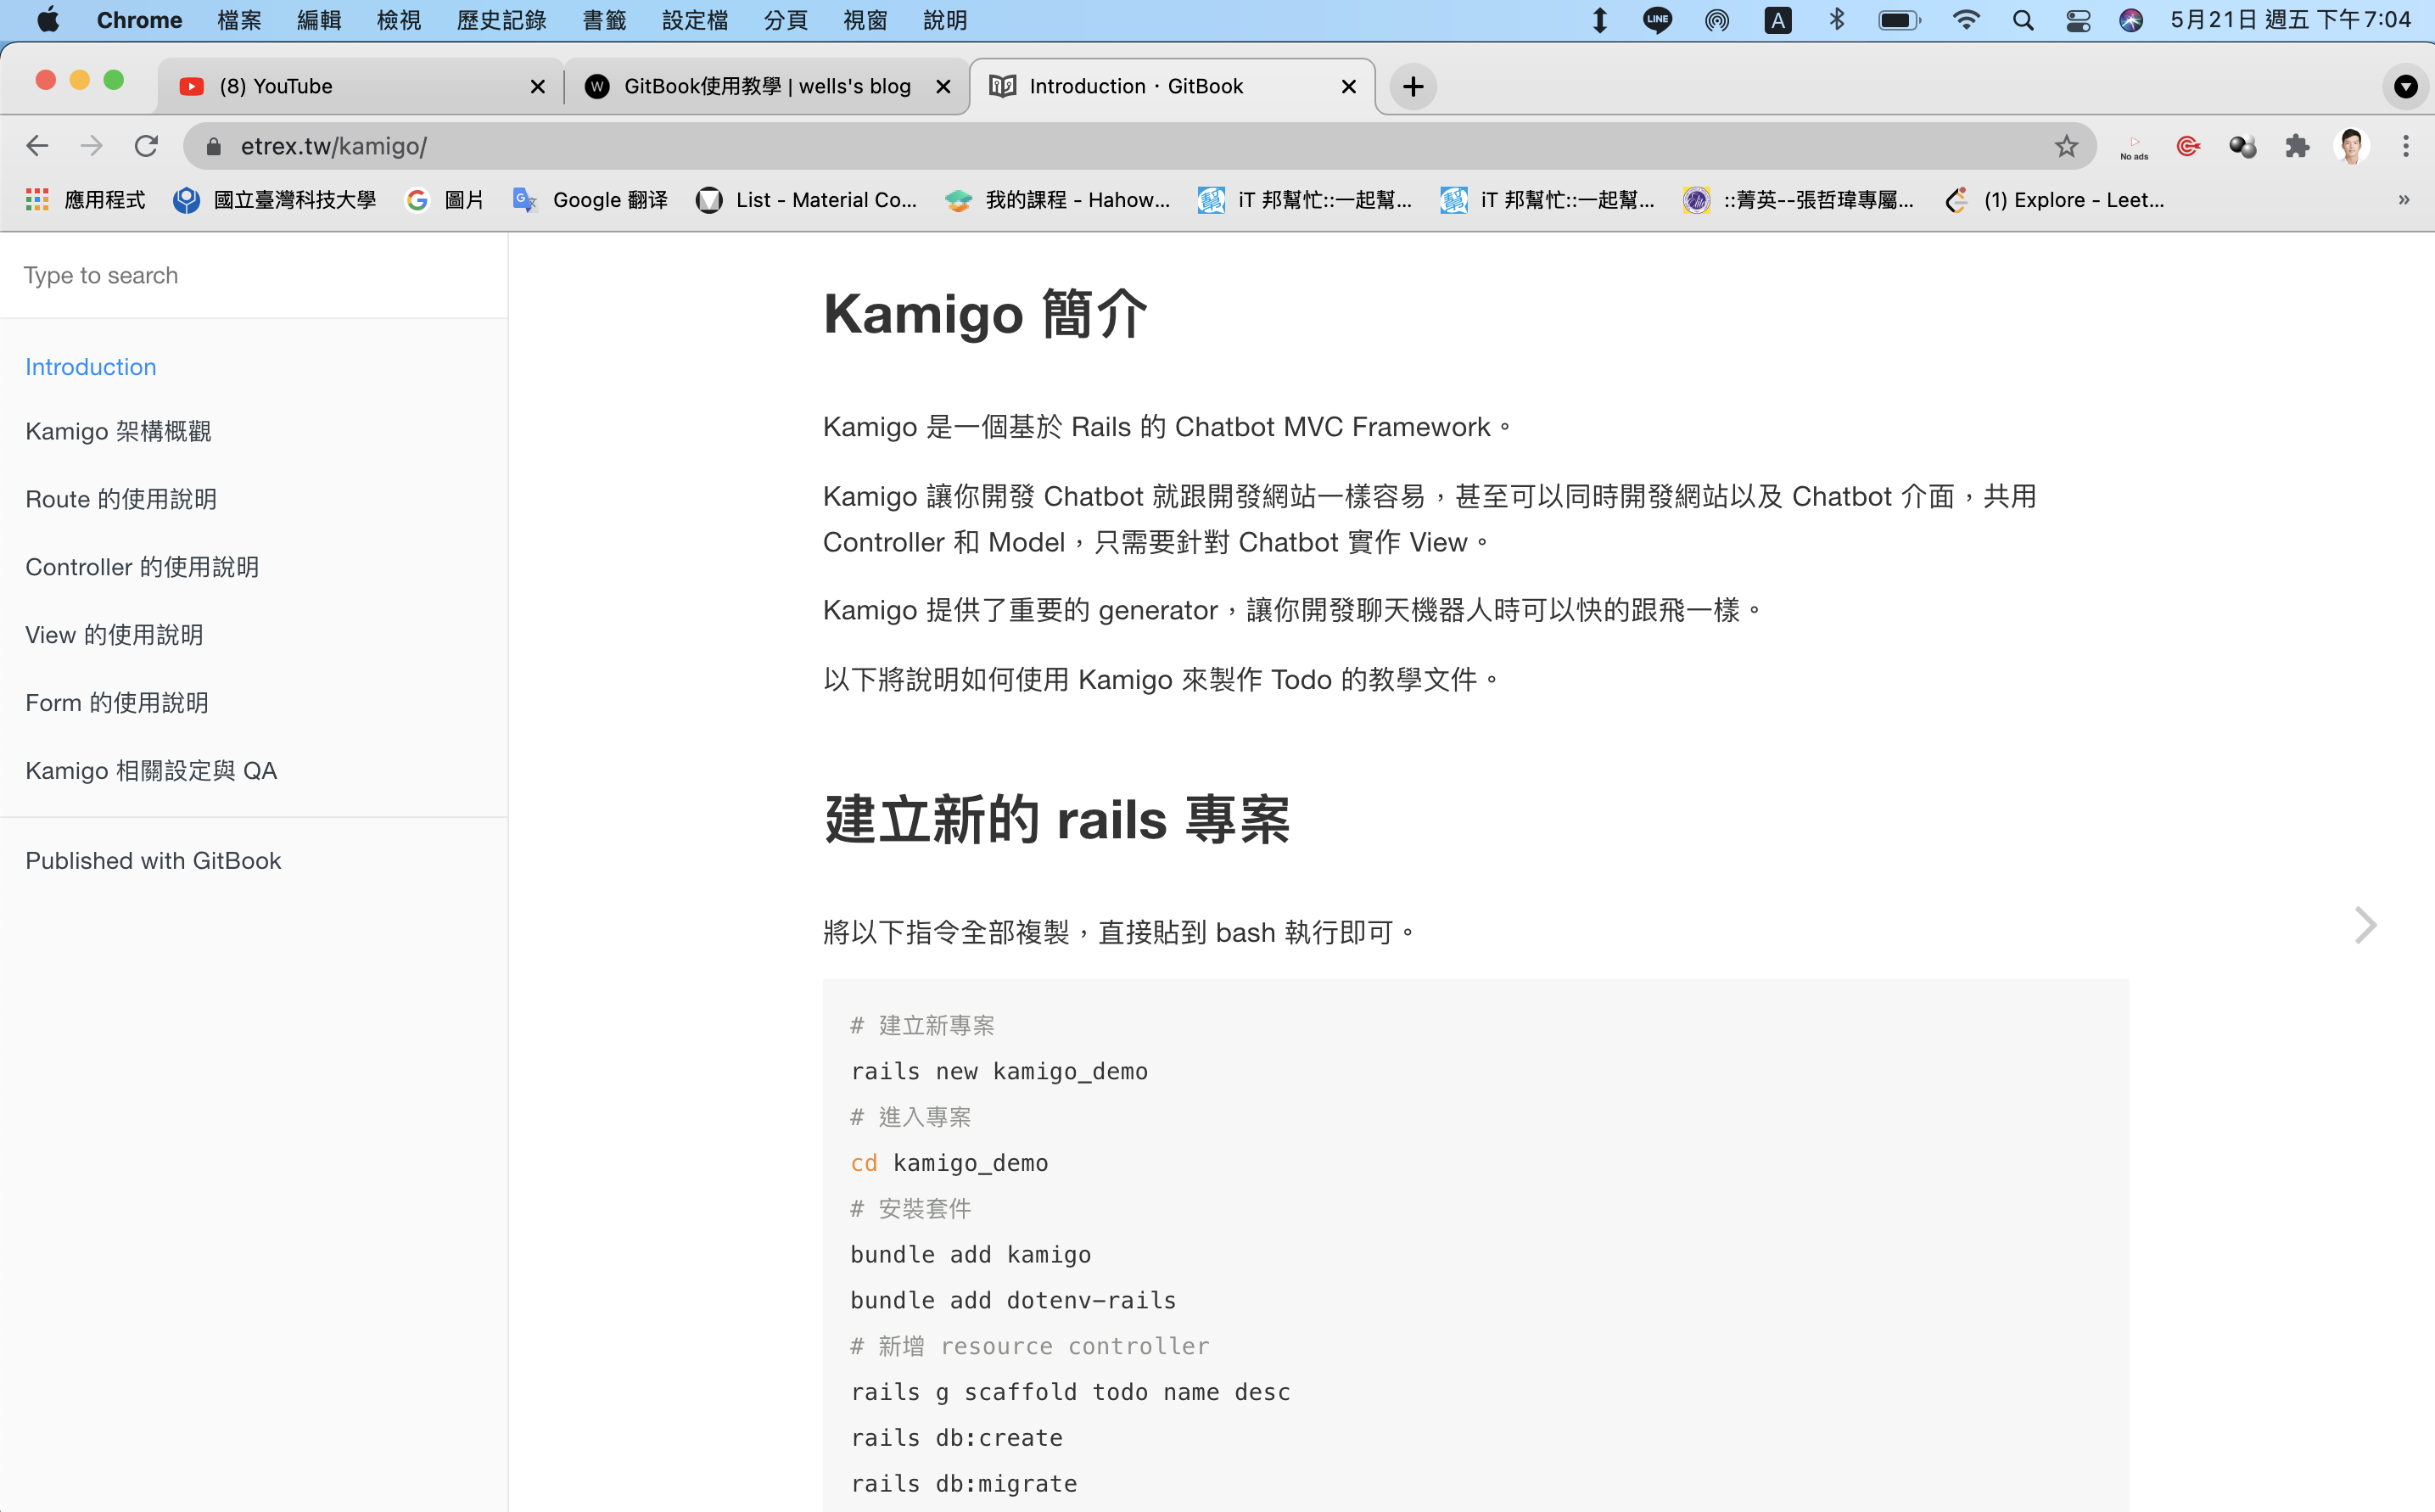 Chrome 檔案 編輯 檢視 歷史記錄 書籤 設定檔 分頁 視窗 說明 LINE A 5月21日 週五 下午7:04
(8) YouTube GitBook使用教學 | wells's blog Introduction · GitBook
etrex.tw/kamigo/ No ads
應用程式 國立臺灣科技大學 圖片 Google 翻译 List - Material Co... 我的課程 - Hahow... iT 邦幫忙::一起幫... iT 邦幫忙::一起幫... ::菁英--張哲瑋專屬... (1) Explore - Leet... »
Type to search
Introduction
Kamigo 架構概觀
Route 的使用說明
Controller 的使用說明
View 的使用說明
Form 的使用說明
Kamigo 相關設定與 QA
Published with GitBook
Kamigo 簡介
Kamigo 是一個基於 Rails 的 Chatbot MVC Framework。
Kamigo 讓你開發 Chatbot 就跟開發網站一樣容易，甚至可以同時開發網站以及 Chatbot 介面，共用
Controller 和 Model，只需要針對 Chatbot 實作 View。
Kamigo 提供了重要的 generator，讓你開發聊天機器人時可以快的跟飛一樣。
以下將說明如何使用 Kamigo 來製作 Todo 的教學文件。
建立新的 rails 專案
將以下指令全部複製，直接貼到 bash 執行即可。
# 建立新專案
rails new kamigo_demo
# 進入專案
cd kamigo_demo
# 安裝套件
bundle add kamigo
bundle add dotenv-rails
# 新增 resource controller
rails g scaffold todo name desc
rails db:create
rails db:migrate